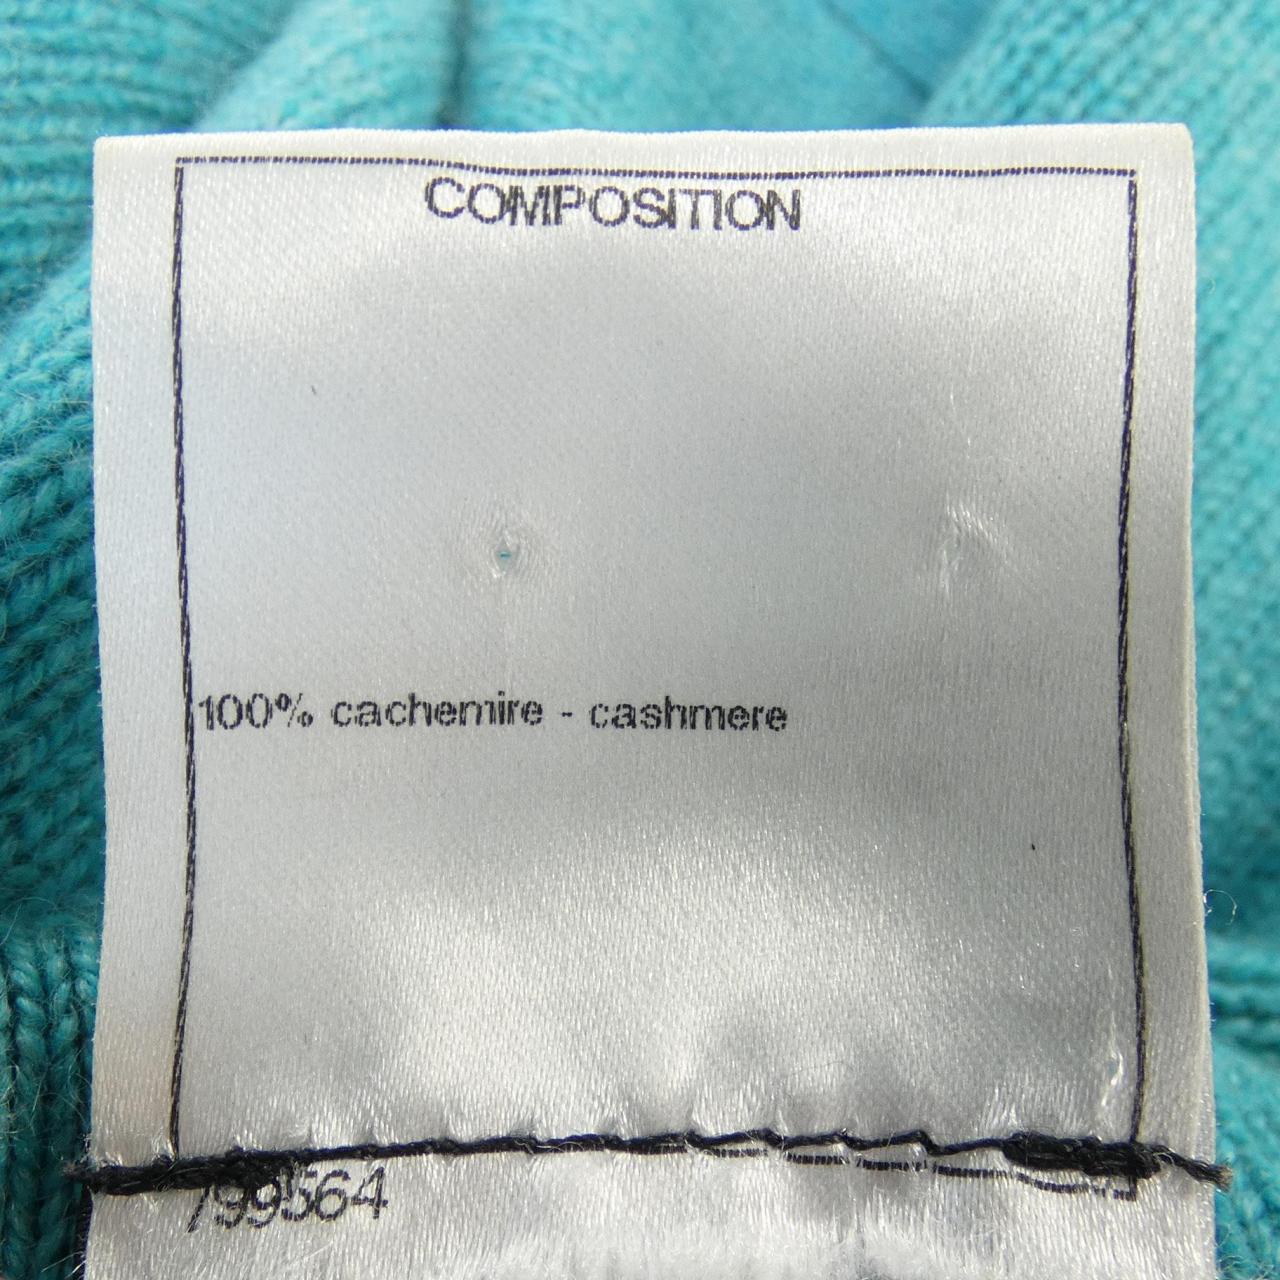 COMPOSITION
100% cachemire - cashmere
799564